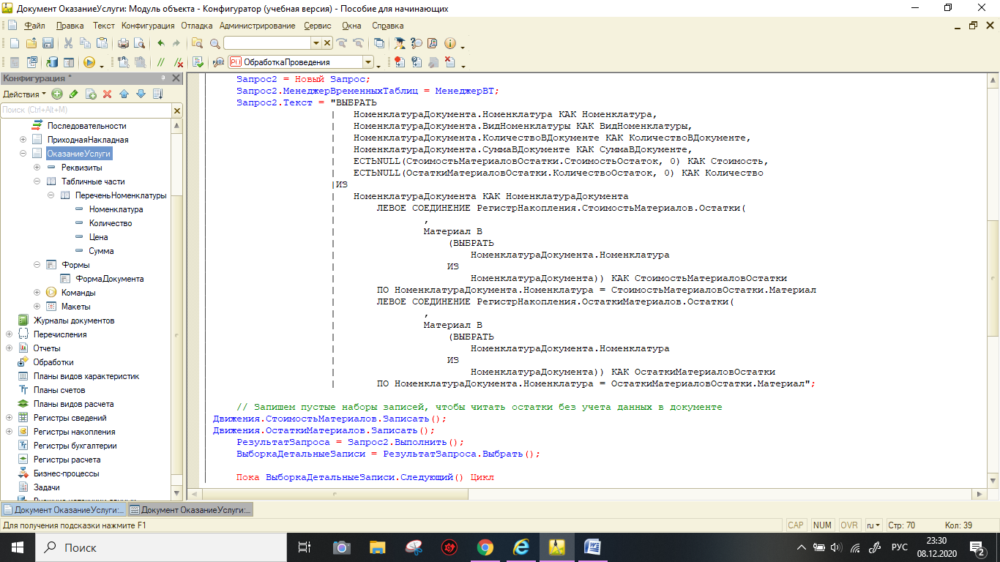 Документ ОказаниеУслуги: Модуль объекта - Конфигуратор (учебная версия) - Пособие для начинающих
Файл Правка Текст Конфигурация Отладка Администрирование Сервис Окна Справка
ОбработкаПроведения
Конфигурация *
Действия
Поиск (Ctrl+Alt+M)
Последовательности
ПриходнаяНакладная
ОказаниеУслуги
Реквизиты
Табличные части
ПереченьНоменклатуры
Номенклатура
Количество
Цена
Сумма
Формы
ФормаДокумента
Команды
Макеты
Журналы документов
Перечисления
Отчеты
Обработки
Планы видов характеристик
Планы счетов
Планы видов расчета
Регистры сведений
Регистры накопления
Регистры бухгалтерии
Регистры расчета
Бизнес-процессы
Задачи
Запрос2 = Новый Запрос;
Запрос2.МенеджерВременныхТаблиц = МенеджерВТ;
Запрос2.Текст = "ВЫБРАТЬ
| НоменклатураДокумента.Номенклатура КАК Номенклатура,
| НоменклатураДокумента.ВидНоменклатуры КАК ВидНоменклатуры,
| НоменклатураДокумента.КоличествоВДокументе КАК КоличествоВДокументе,
| НоменклатураДокумента.СуммаВДокументе КАК СуммаВДокументе,
| ЕСТЬNULL(СтоимостьМатериаловОстатки.СтоимостьОстаток, 0) КАК Стоимость,
| ЕСТЬNULL(ОстаткиМатериаловОстатки.КоличествоОстаток, 0) КАК Количество
|ИЗ
| НоменклатураДокумента КАК НоменклатураДокумента
| ЛЕВОЕ СОЕДИНЕНИЕ РегистрНакопления.СтоимостьМатериалов.Остатки(
| ,
| Материал В
| (ВЫБРАТЬ
| НоменклатураДокумента.Номенклатура
| ИЗ
| НоменклатураДокумента)) КАК СтоимостьМатериаловОстатки
| ПО НоменклатураДокумента.Номенклатура = СтоимостьМатериаловОстатки.Материал
| ЛЕВОЕ СОЕДИНЕНИЕ РегистрНакопления.ОстаткиМатериалов.Остатки(
| ,
| Материал В
| (ВЫБРАТЬ
| НоменклатураДокумента.Номенклатура
| ИЗ
| НоменклатураДокумента)) КАК ОстаткиМатериаловОстатки
| ПО НоменклатураДокумента.Номенклатура = ОстаткиМатериаловОстатки.Материал";
// Запишем пустые наборы записей, чтобы читать остатки без учета данных в документе
Движения.СтоимостьМатериалов.Записать();
Движения.ОстаткиМатериалов.Записать();
РезультатЗапроса = Запрос2.Выполнить();
ВыборкаДетальныеЗаписи = РезультатЗапроса.Выбрать();
Пока ВыборкаДетальныеЗаписи.Следующий() Цикл
Документ ОказаниеУслуги:... Документ ОказаниеУслуги:...
Для получения подсказки нажмите F1 CAP NUM OVR ru Стр: 70 Кол: 39
Поиск РУС 23:30
08.12.2020 2